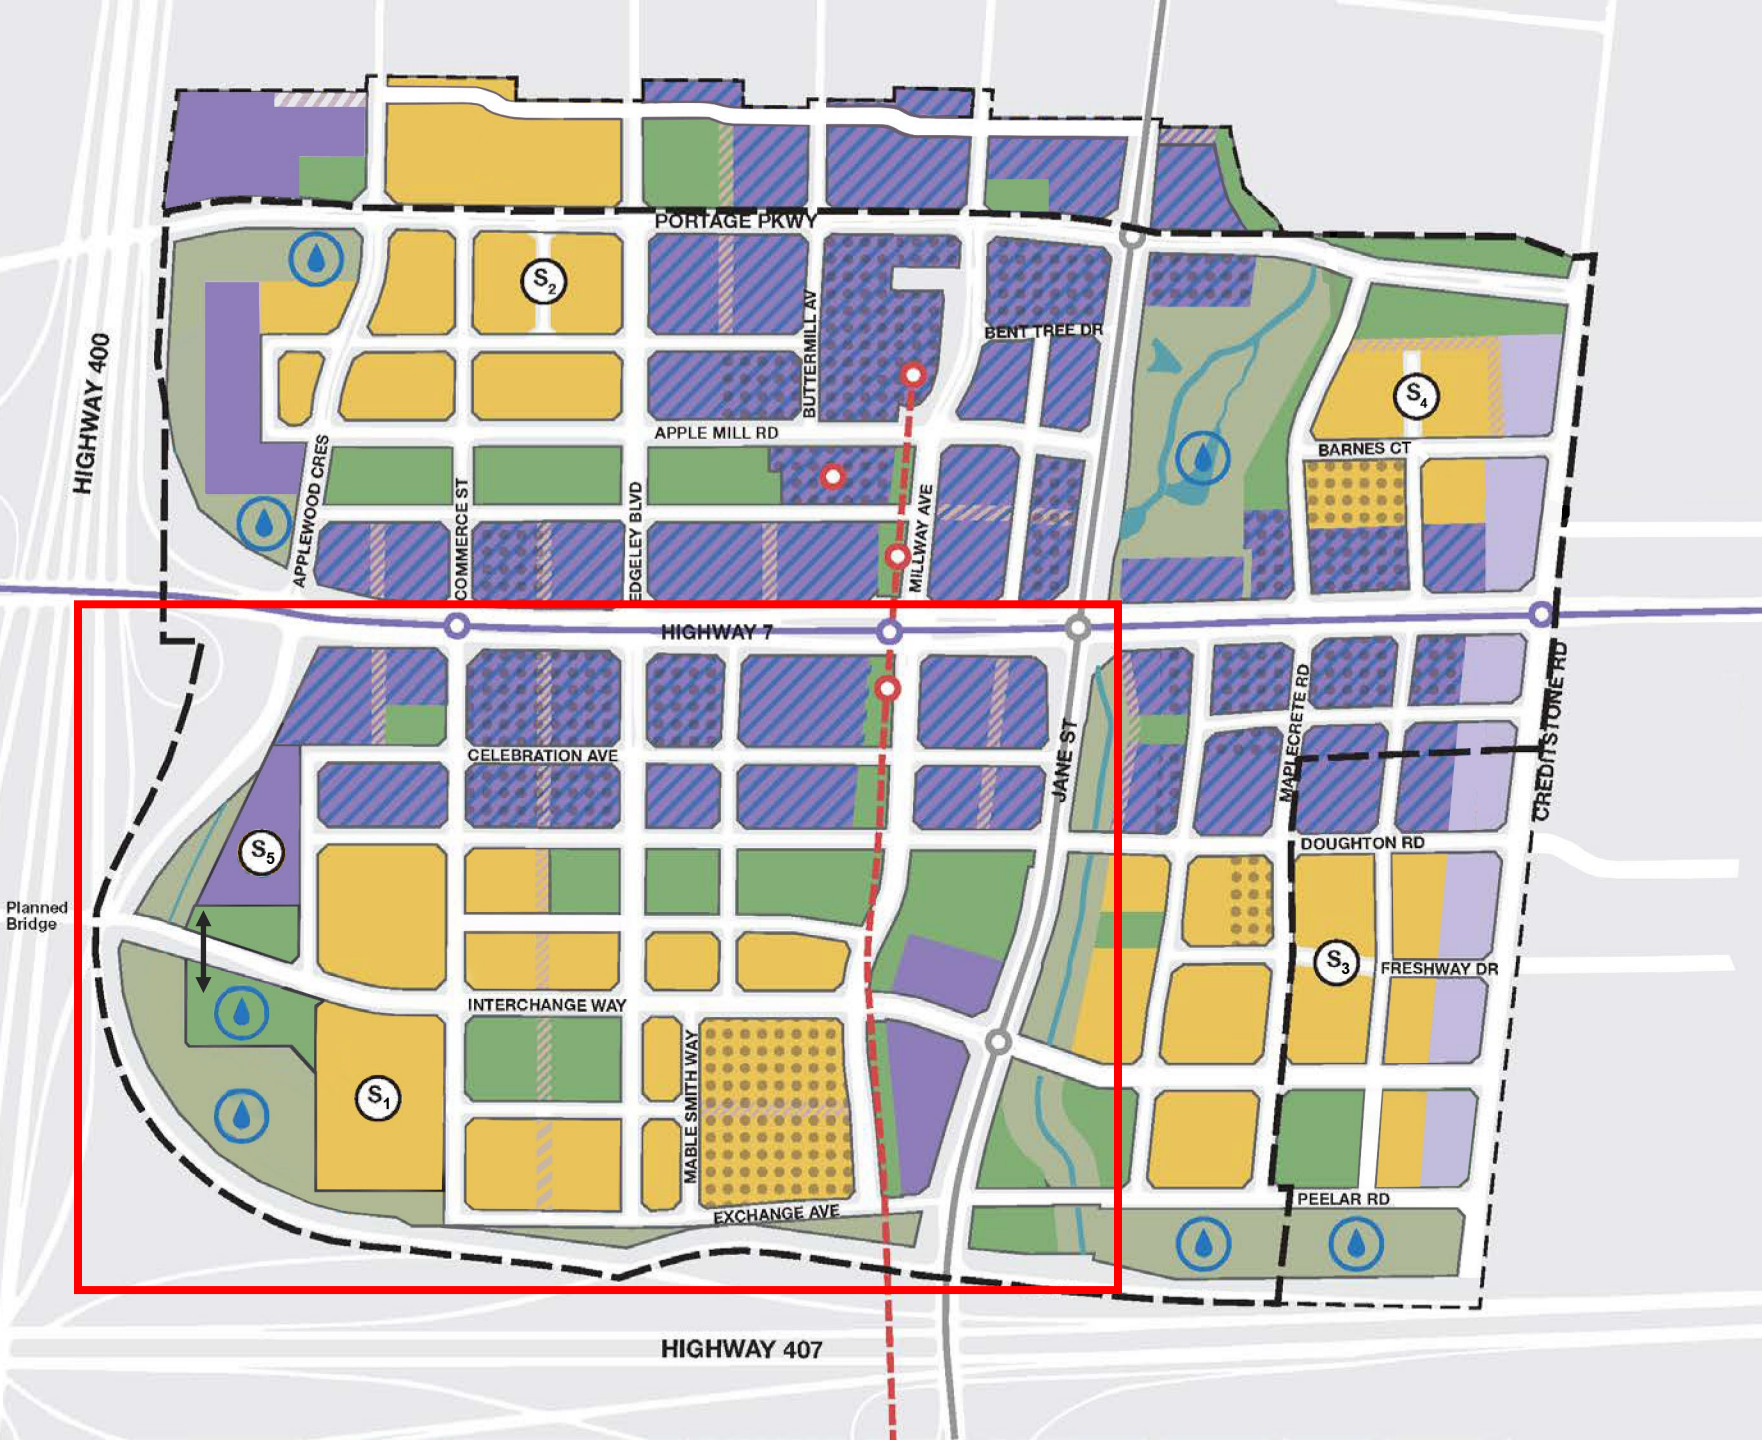 PORTAGE PKWY
S2
BUTTERMILL AV
BENT TREE DR
HIGHWAY 400
S4
APPLE MILL RD
BARNES CT
APPLEWOOD CRES
COMMERCE ST
EDGELEY BLVD
MILLWAY AVE
HIGHWAY 7
CREDITSTONE RD
MAPLECRETE RD
JANE ST
CELEBRATION AVE
S5
DOUGHTON RD
Planned
Bridge
S3
FRESHWAY DR
INTERCHANGE WAY
MABLE SMITH WAY
S1
PEELAR RD
EXCHANGE AVE
HIGHWAY 407